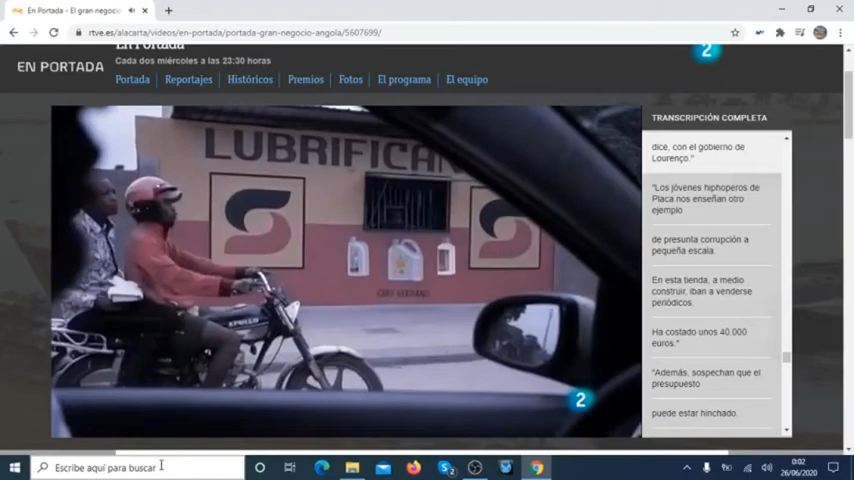 En Portada - El gran negocio
rtve.es/alacarta/videos/en-portada/portada-gran-negocio-angola/5607699/
En Portada
Cada dos miércoles a las 23:30 horas
EN PORTADA
Portada
Reportajes
Históricos
Premios
Fotos
El programa
El equipo
2
LUBRIFICAN
APOLLO
2
TRANSCRIPCIÓN COMPLETA
dice, con el gobierno de
Lourenço."
"Los jóvenes hiphoperos de
Placa nos enseñan otro
ejemplo
de presunta corrupción a
pequeña escala.
En esta tienda, a medio
construir, iban a venderse
periódicos.
Ha costado unos 40.000
euros."
"Además, sospechan que el
presupuesto
puede estar hinchado.
Escribe aquí para buscar
2
0:02
26/06/2020